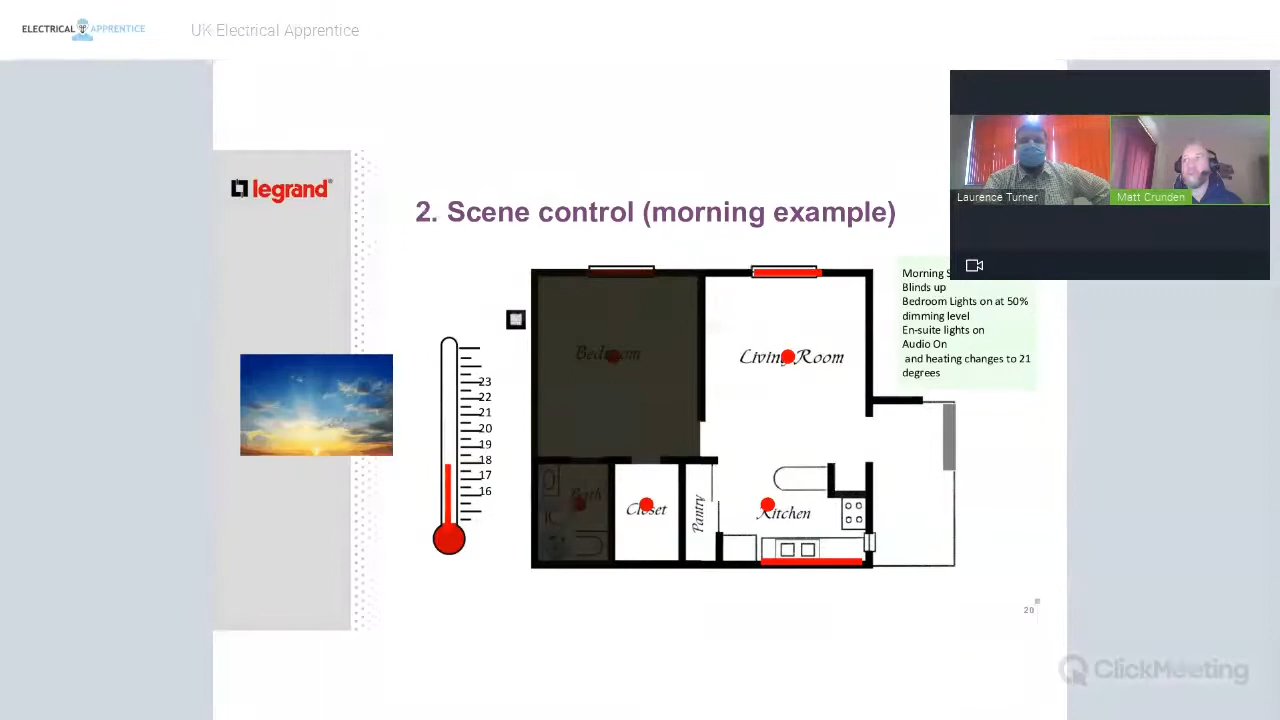 ELECTRICAL APPRENTICE
UK Electrical Apprentice
legrand®
2. Scene control (morning example)
Laurence Turner
Matt Crunden
Morning S
Blinds up
Bedroom Lights on at 50%
dimming level
En-suite lights on
Audio On
and heating changes to 21
degrees
23
22
21
20
19
18
17
16
Bedroom
Living Room
Bath
Closet
Pantry
Kitchen
20
ClickMeeting